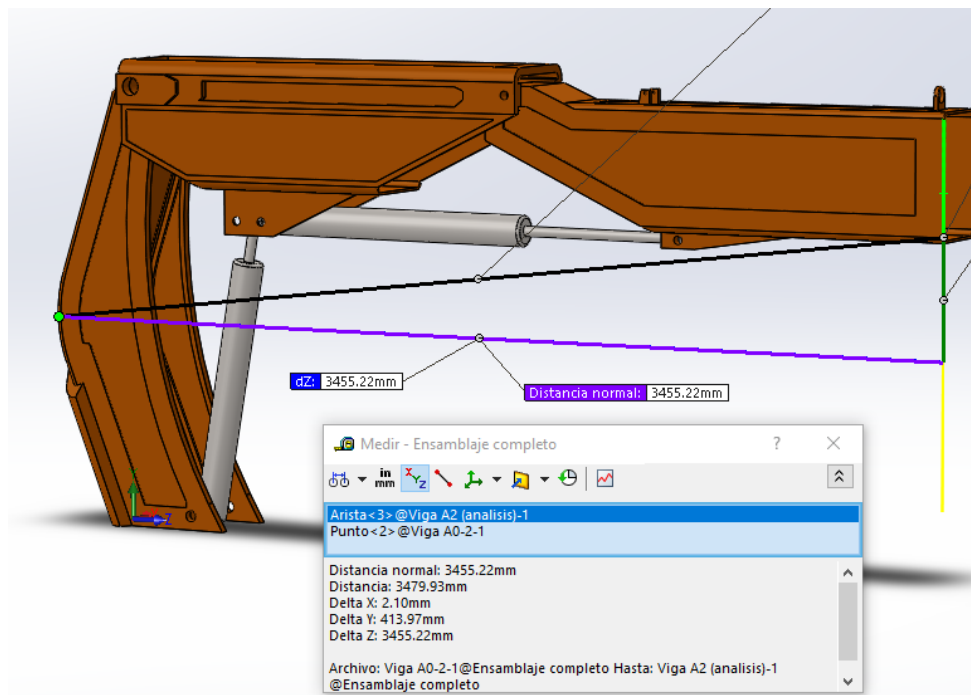 dZ: 3455.22mm
Distancia normal: 3455.22mm
Medir - Ensamblaje completo
?
in
mm
XYZ
Arista<3>@Viga A2 (analisis)-1
Punto<2>@Viga A0-2-1
Distancia normal: 3455.22mm
Distancia: 3479.93mm
Delta X: 2.10mm
Delta Y: 413.97mm
Delta Z: 3455.22mm
Archivo: Viga A0-2-1@Ensamblaje completo Hasta: Viga A2 (analisis)-1
@Ensamblaje completo
Z